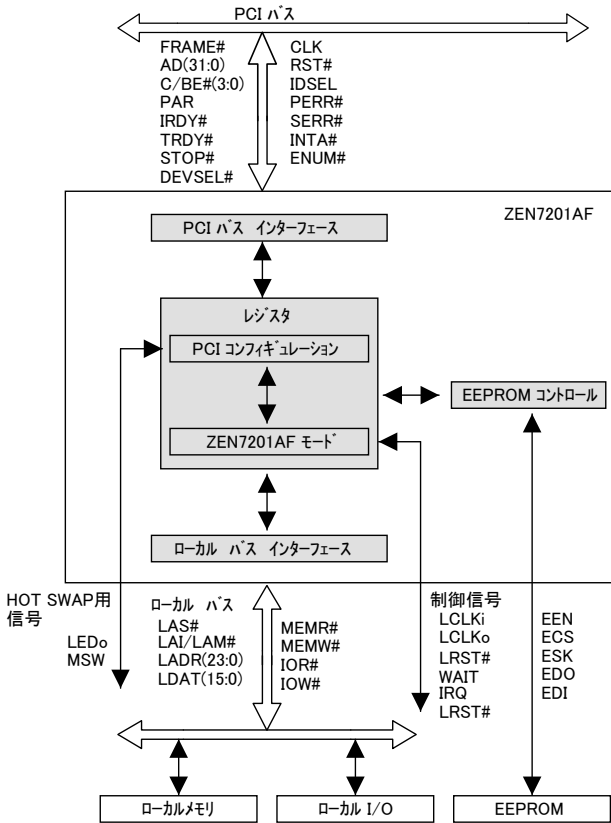 PCI バス
FRAME#
AD(31:0)
C/BE#(3:0)
PAR
IRDY#
TRDY#
STOP#
DEVSEL#
CLK
RST#
IDSEL
PERR#
SERR#
INTA#
ENUM#
ZEN7201AF
PCI バス インターフェース
レジスタ
PCI コンフィギュレーション
ZEN7201AF モード
EEPROM コントロール
ローカル バス インターフェース
HOT SWAP用
信号
LEDo
MSW
ローカル バス
LAS#
LAI/LAM#
LADR(23:0)
LDAT(15:0)
MEMR#
MEMW#
IOR#
IOW#
制御信号
LCLKi
LCLKo
LRST#
WAIT
IRQ
LRST#
EEN
ECS
ESK
EDO
EDI
ローカルメモリ
ローカル I/O
EEPROM